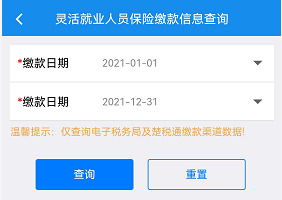 灵活就业人员保险缴款信息查询
*缴款日期 2021-01-01
*缴款日期 2021-12-31
温馨提示：仅查询电子税务局及楚税通缴款渠道数据!
查询 重置